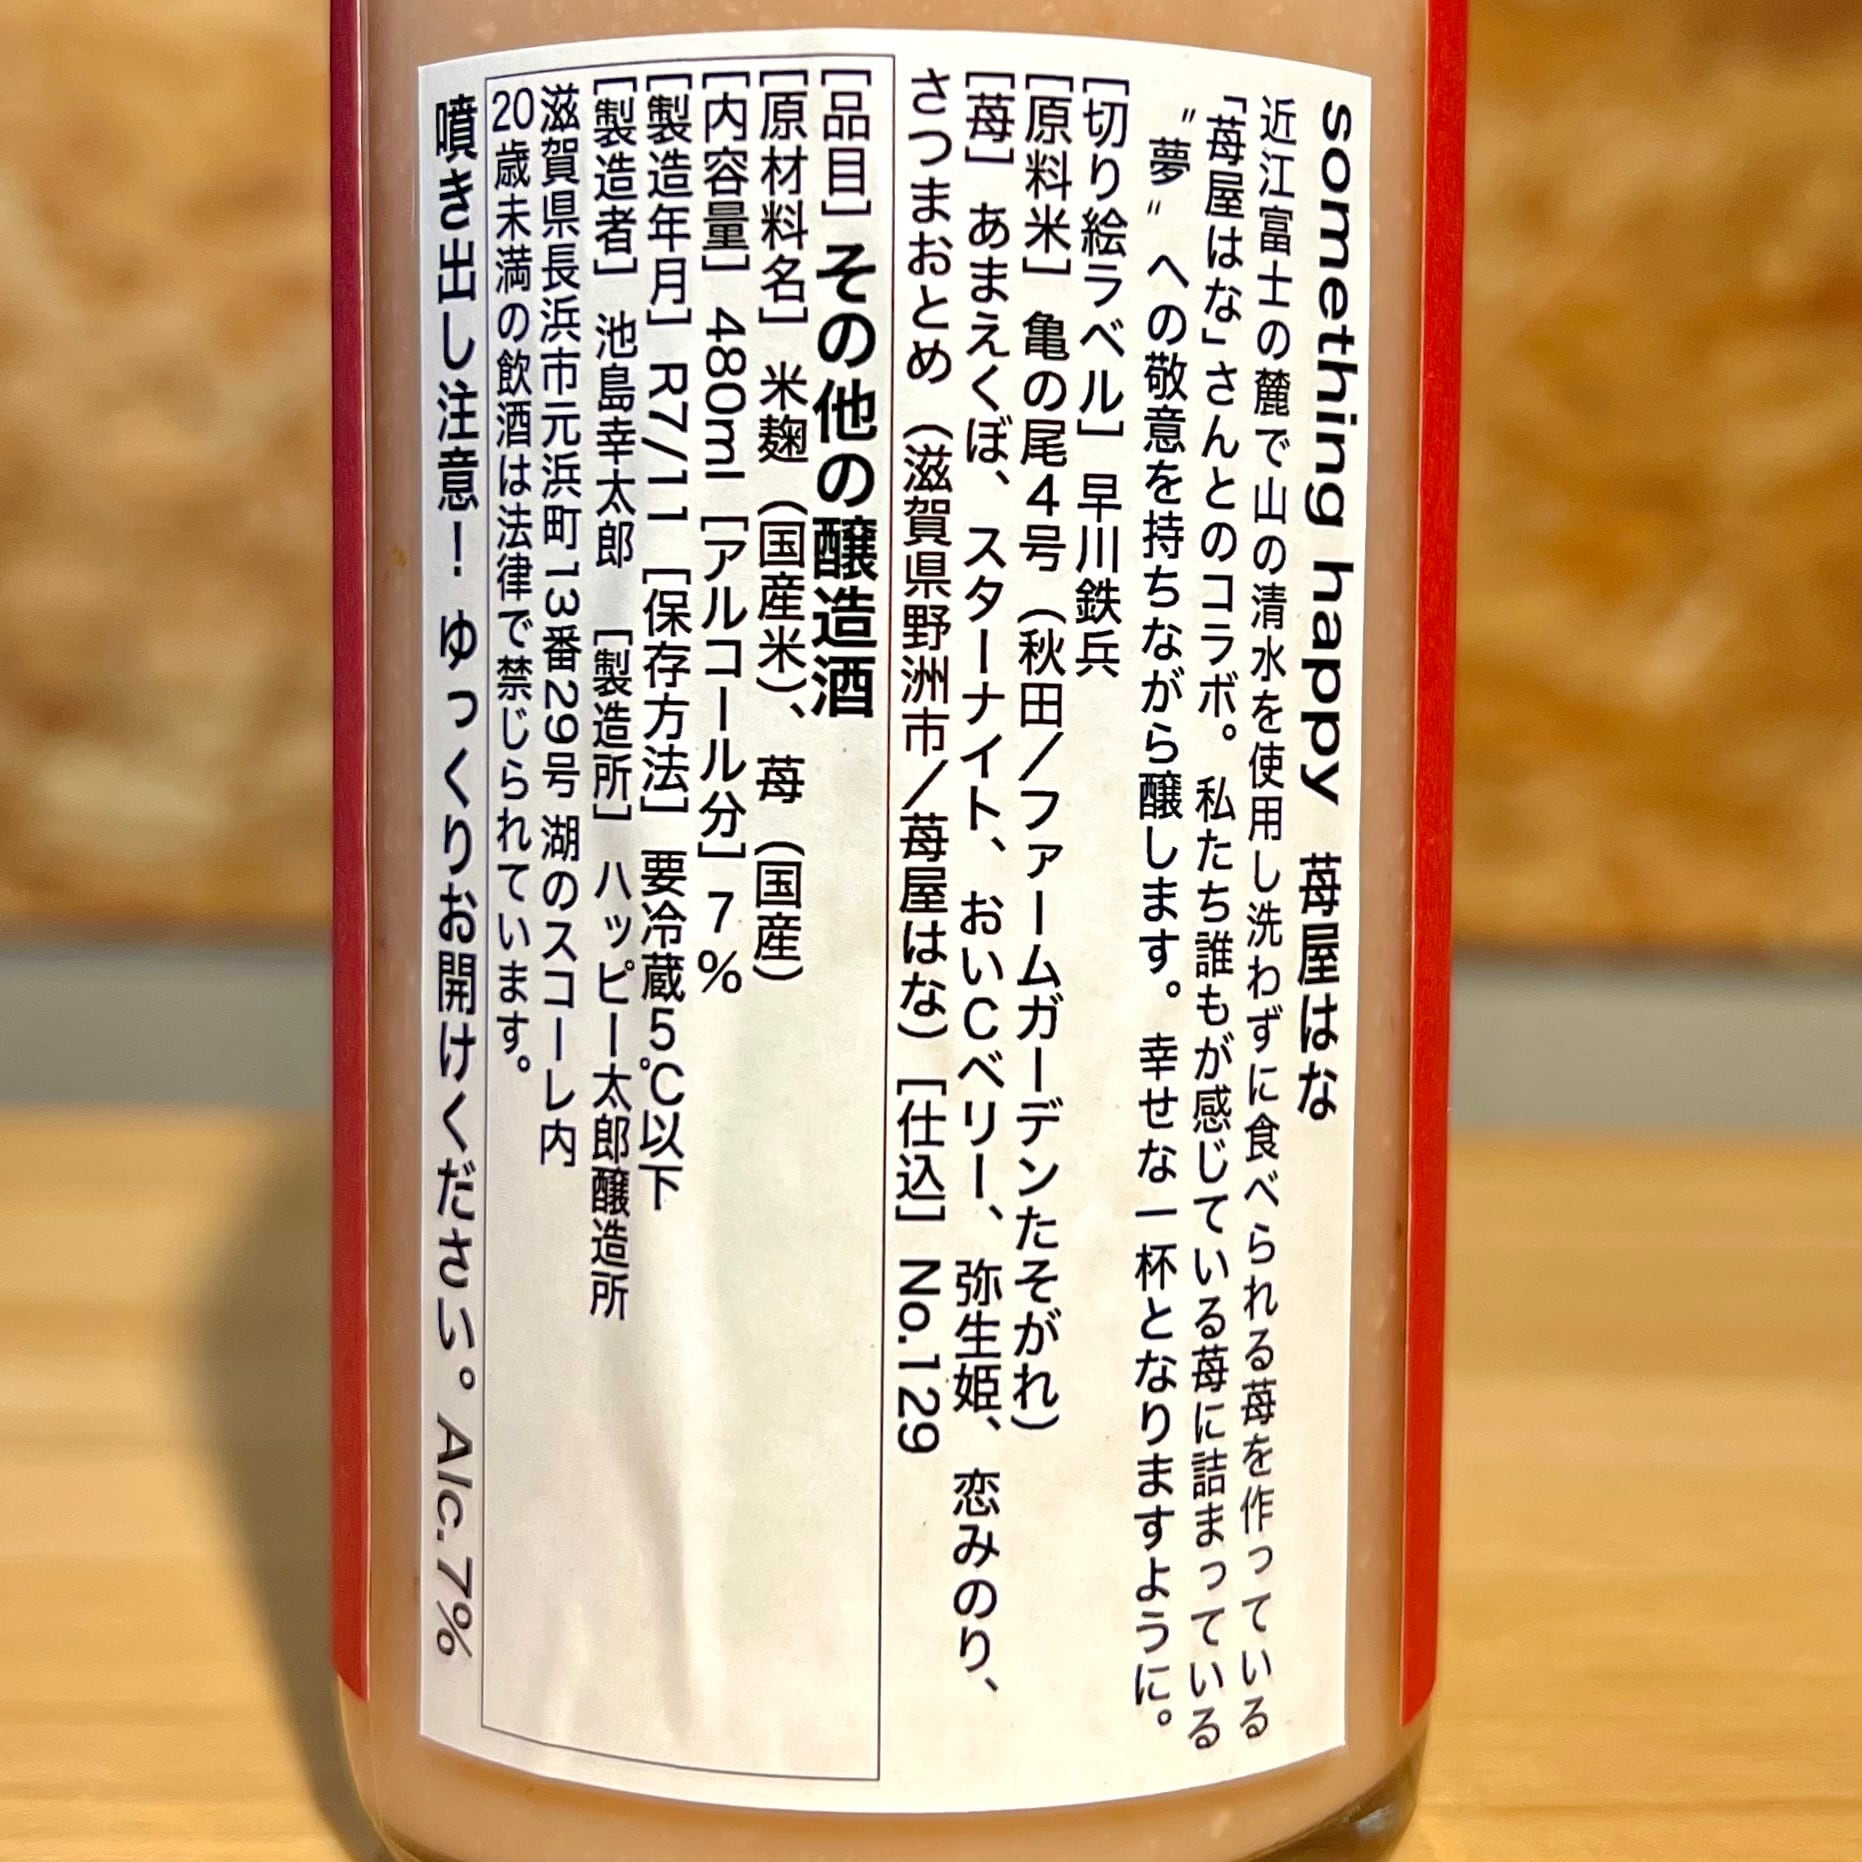 something happy 苺屋はな
近江富士の麓で山の清水を使用し洗わずに食べられる苺を作っている
「苺屋はな」さんとのコラボ。私たち誰もが感じている苺に詰まっている
〝夢〟への敬意を持ちながら醸します。幸せな一杯となりますように。
[切り絵ラベル] 早川鉄兵
[原料米] 亀の尾4号（秋田／ファームガーデンたそがれ）
[苺] あまえくぼ、スターナイト、おいCベリー、弥生姫、恋みのり、
さつまおとめ（滋賀県野洲市／苺屋はな）[仕込] No.129
[品目] その他の醸造酒
[原材料名] 米麹（国産米）、苺（国産）
[内容量] 480ml [アルコール分] 7%
[製造年月] R7/11 [保存方法] 要冷蔵5℃以下
[製造者] 池島幸太郎 [製造所] ハッピー太郎醸造所
滋賀県長浜市元浜町13番29号 湖のスコーレ内
20歳未満の飲酒は法律で禁じられています。
噴き出し注意！ゆっくりお開けください。Alc.7%